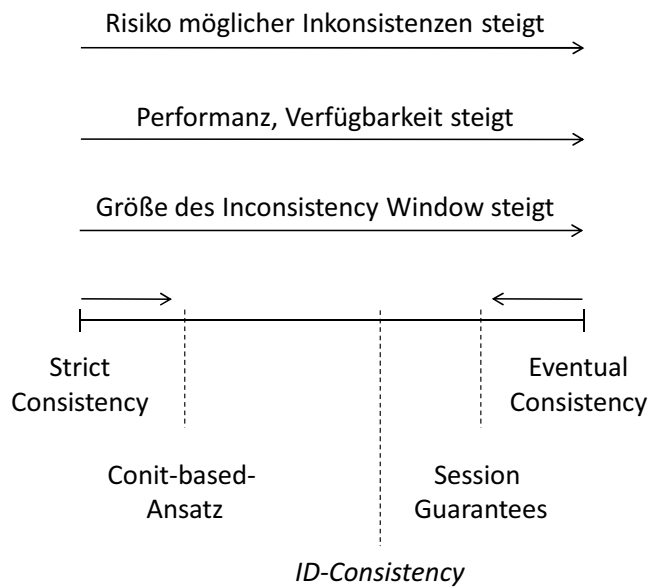 Risiko möglicher Inkonsistenzen steigt
Performanz, Verfügbarkeit steigt
Größe des Inconsistency Window steigt
Strict
Consistency
Eventual
Consistency
Conit-based-
Ansatz
Session
Guarantees
ID-Consistency